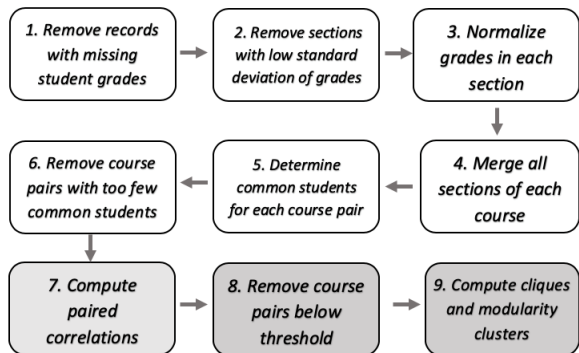 1. Remove records
with missing
student grades
2. Remove sections
with low standard
deviation of grades
3. Normalize
grades in each
section
4. Merge all
sections of each
course
5. Determine
common students
for each course pair
6. Remove course
pairs with too few
common students
7. Compute
paired
correlations
8. Remove course
pairs below
threshold
9. Compute cliques
and modularity
clusters